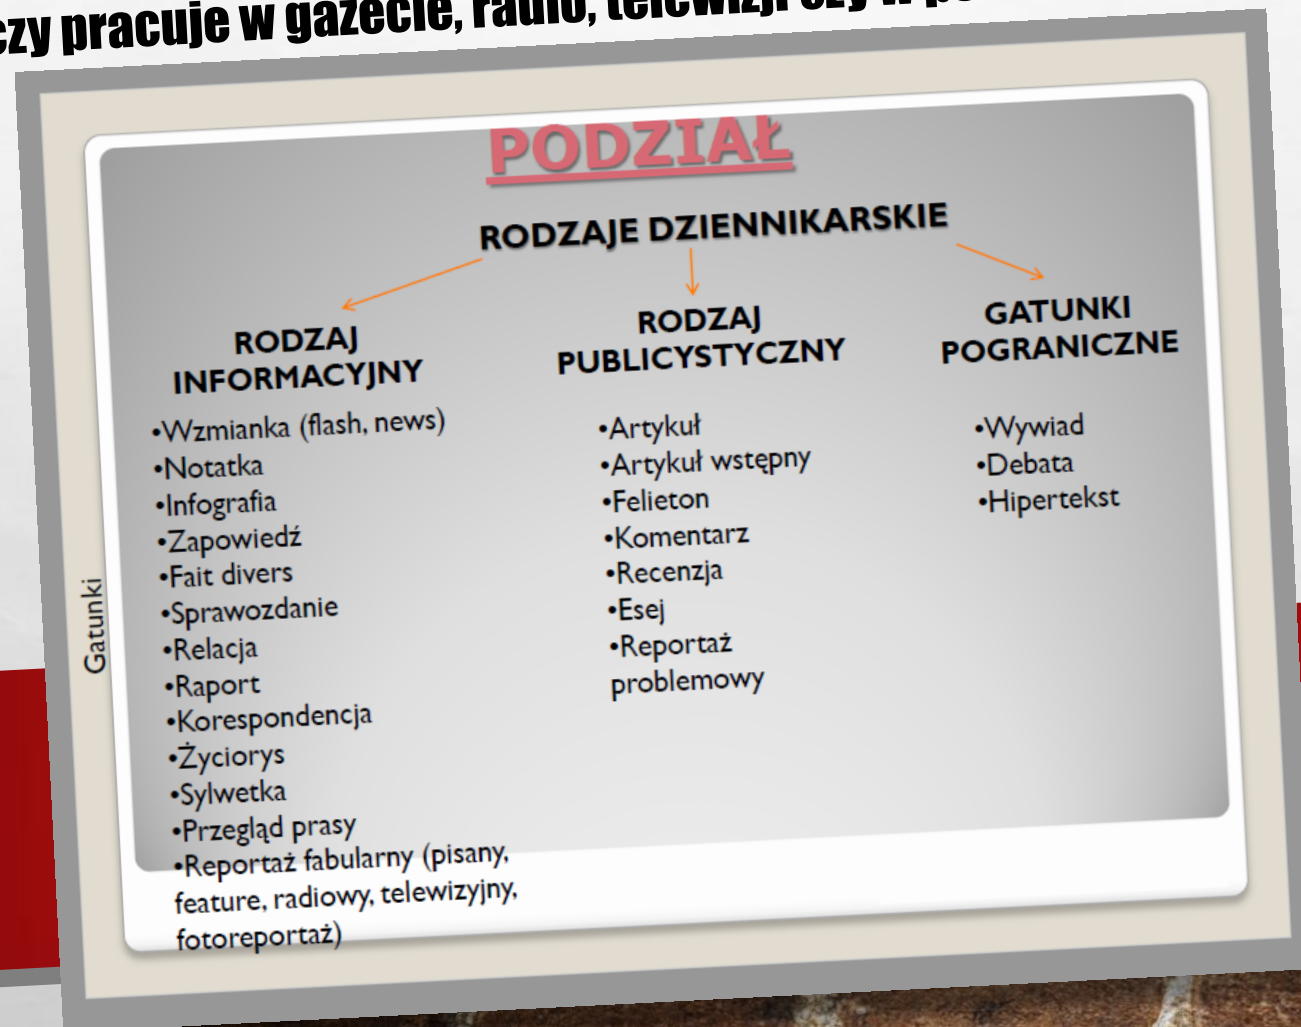 czy pracuje w gazecie, radio, telewizji czy w
PODZIAŁ
RODZAJE DZIENNIKARSKIE
RODZAJ
INFORMACYJNY
•Wzmianka (flash, news)
•Notatka
•Infografia
•Zapowiedź
•Fait divers
•Sprawozdanie
•Relacja
•Raport
•Korespondencja
•Życiorys
•Sylwetka
•Przegląd prasy
•Reportaż fabularny (pisany,
feature, radiowy, telewizyjny,
fotoreportaż)
RODZAJ
PUBLICYSTYCZNY
•Artykuł
•Artykuł wstępny
•Felieton
•Komentarz
•Recenzja
•Esej
•Reportaż
problemowy
GATUNKI
POGRANICZNE
•Wywiad
•Debata
•Hipertekst
Gatunki